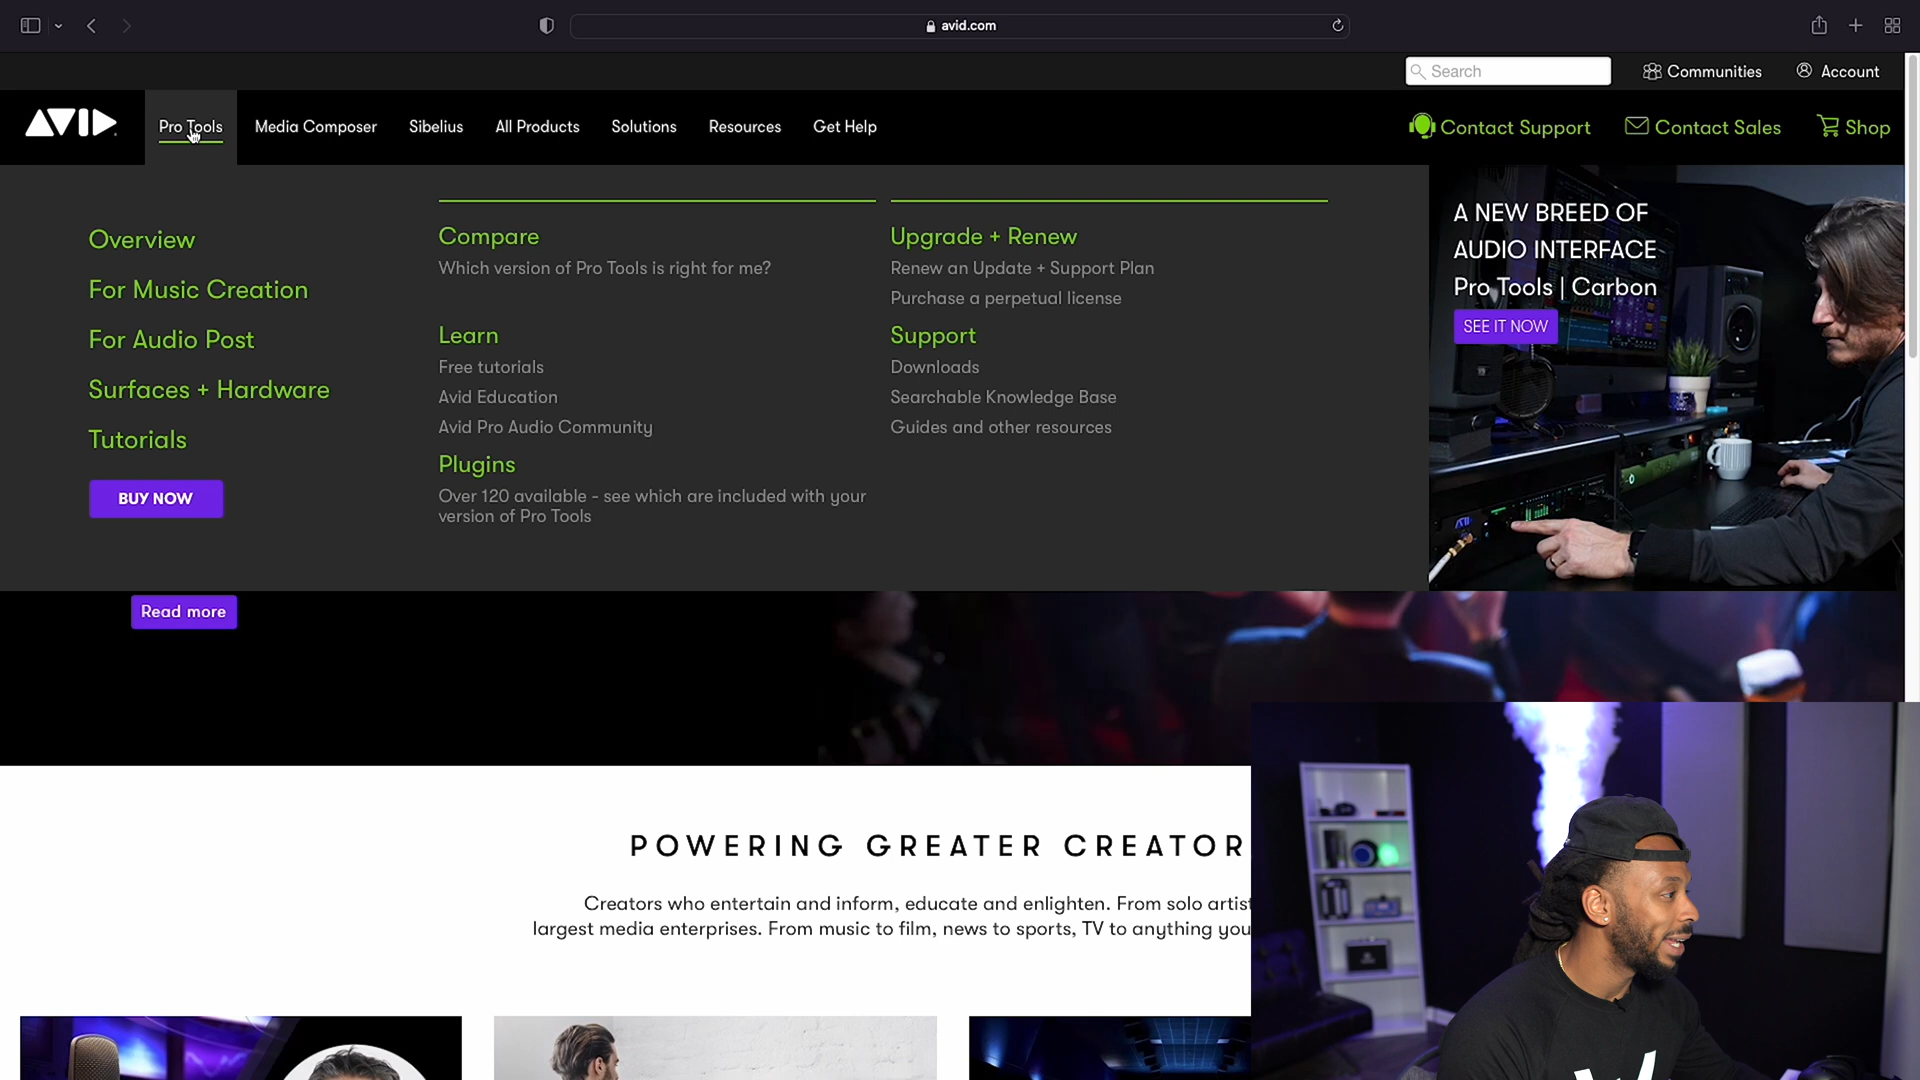 avid.com
Search
Communities
Account
AVID
Pro Tools
Media Composer
Sibelius
All Products
Solutions
Resources
Get Help
Contact Support
Contact Sales
Shop
Overview
For Music Creation
For Audio Post
Surfaces + Hardware
Tutorials
BUY NOW
Compare
Which version of Pro Tools is right for me?
Learn
Free tutorials
Avid Education
Avid Pro Audio Community
Plugins
Over 120 available - see which are included with your
version of Pro Tools
Upgrade + Renew
Renew an Update + Support Plan
Purchase a perpetual license
Support
Downloads
Searchable Knowledge Base
Guides and other resources
A NEW BREED OF
AUDIO INTERFACE
Pro Tools | Carbon
SEE IT NOW
Read more
POWERING GREATER CREATOR
Creators who entertain and inform, educate and enlighten. From solo artist
largest media enterprises. From music to film, news to sports, TV to anything you